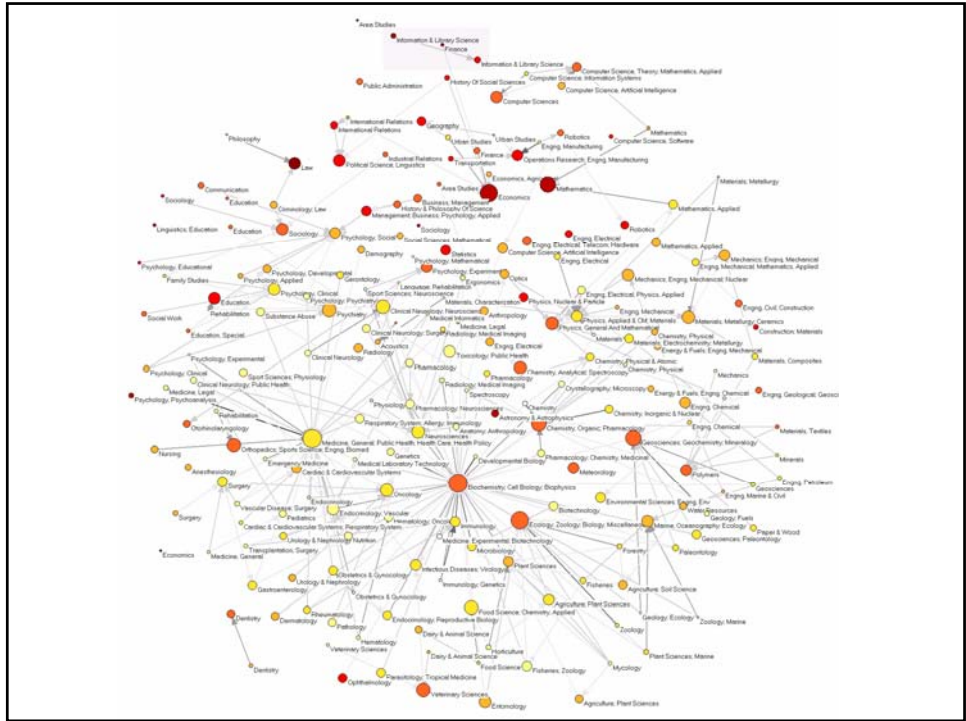 Area Studies
Information & Library Science
Finance
Information & Library Science
Computer Science, Theory; Mathematics, Applied
History Of Social Sciences
Computer Science, Information Systems
Public Administration
Computer Science, Artificial Intelligence
Computer Sciences
International Relations
International Relations
Geography
Mathematics
Philosophy
Urban Studies
Urban Studies
Robotics
Engng, Manufacturing
Computer Science, Software
Industrial Relations
Finance
Law
Political Science, Linguistics
Transportation
Operations Research; Engng, Manufacturing
Materials, Metallurgy
Communication
Area Studies
Economics
Mathematics
Sociology
Education
Business, Management
History & Philosophy Of Science
Criminology; Law
Management; Business; Psychology, Applied
Mathematics, Applied
Linguistics; Education
Education
Sociology
Sociology
Robotics
Psychology, Social
Engng, Electrical
Engng, Electrical; Telecom; Hardware
Mathematics, Applied
Demography
Statistics
Computer Science, Artificial Intelligence
Psychology, Mathematical
Engng, Electrical
Mechanics; Engng, Mechanical
Psychology, Educational
Psychology, Developmental
Engng, Mechanical; Mathematics, Applied
Family Studies
Psychology, Applied
Gerontology
Ergonomics
Optics
Mechanics; Engng, Mechanical; Nuclear
Psychology, Clinical
Sport Sciences; Neuroscience
Language; Rehabilitation
Engng, Electrical; Physics, Applied
Education
Materials, Characterization
Physics, Nuclear & Particle
Engng, Civil; Construction
Rehabilitation
Substance Abuse
Psychiatry
Clinical Neurology; Neurosciences
Medical Informatics
Anthropology
Engng, Mechanical
Social Work
Physics, Applied & Cnd; Materials
Materials, Metallurgy; Ceramics
Physics, General And Mathematical
Construction; Materials
Education, Special
Clinical Neurology; Surgery
Medicine, Legal
Radiology, Medical Imaging
Acoustics
Engng, Electrical
Chemistry, Physical
Materials, Electrochemistry; Metallurgy
Energy & Fuels; Engng, Mechanical
Radiology
Clinical Neurology
Toxicology; Public Health
Psychology, Experimental
Chemistry, Physical & Atomic
Chemistry, Physical
Materials, Composites
Pharmacology
Chemistry, Analytical; Spectroscopy
Psychology, Clinical
Sport Sciences; Physiology
Pharmacology
Mechanics
Clinical Neurology; Public Health
Radiology; Medical Imaging
Crystallography; Microscopy
Medicine, Legal
Spectroscopy
Energy & Fuels; Engng, Chemical
Engng, Geological; Geosci
Psychology, Psychoanalysis
Physiology
Pharmacology; Neurosciences
Chemistry
Engng, Chemical
Rehabilitation
Astronomy & Astrophysics
Chemistry, Inorganic & Nuclear
Otorhinolaryngology
Respiratory System; Allergy; Immunology
Chemistry, Organic; Pharmacology
Engng, Chemical
Materials, Textiles
Neurosciences
Anatomy; Anthropology
Medicine, General; Public Health; Health Care; Health Policy
Geosciences; Geochemistry; Mineralogy
Orthopedics; Sports Science; Engng, Biomed
Nursing
Genetics
Developmental Biology
Pharmacology; Chemistry, Medicinal
Minerals
Emergency Medicine
Medical Laboratory Technology
Anesthesiology
Cardiac & Cardiovascular Systems
Meteorology
Polymers
Engng, Petroleum
Surgery
Biochemistry; Cell Biology; Biophysics
Geosciences
Oncology
Engng, Marine & Civil
Endocrinology
Environmental Sciences; Engng, Env
Vascular Disease; Surgery
Endocrinology; Vascular
Biotechnology
Water Resources
Surgery
Pediatrics
Hematology; Oncology
Immunology
Geology; Fuels
Cardiac & Cardiovascular Systems; Respiratory System
Ecology; Zoology; Biology, Miscellaneous
Marine; Oceanography; Ecology
Paper & Wood
Urology & Nephrology; Nutrition
Medicine, Experimental; Biotechnology
Geosciences; Paleontology
Economics
Transplantation; Surgery
Microbiology
Forestry
Paleontology
Medicine, General
Plant Sciences
Infectious Diseases; Virology
Obstetrics & Gynocology
Urology & Nephrology
Immunology; Genetics
Fisheries
Agriculture; Soil Science
Gastroenterology
Obstetrics & Gynocology
Agriculture; Plant Sciences
Dentistry
Rheumatology
Food Science; Chemistry, Applied
Dermatology
Endocrinology; Reproductive Biology
Geology; Ecology
Zoology; Marine
Pathology
Zoology
Dairy & Animal Science
Hematology
Veterinary Sciences
Horticulture
Dairy & Animal Science
Plant Sciences; Marine
Dentistry
Food Science
Fisheries; Zoology
Mycology
Parasitology; Tropical Medicine
Ophthalmology
Veterinary Sciences
Entomology
Agriculture; Plant Sciences